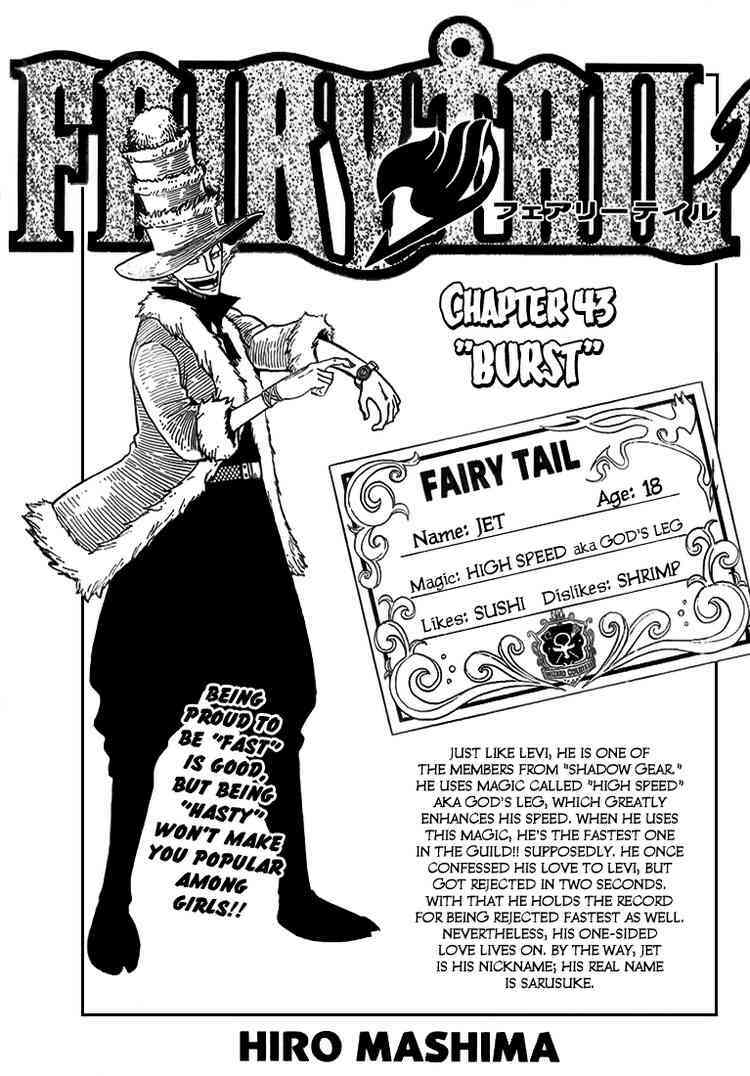 FAIRY TAIL
フェアリーテイル
CHAPTER 43
"BURST"
FAIRY TAIL
Name: JET Age: 18
Magic: HIGH SPEED aka GOD'S LEG
Likes: SUSHI Dislikes: SHRIMP
BEING
PROUD TO
BE "FAST"
IS GOOD,
BUT BEING
"HASTY"
WON'T MAKE
YOU POPULAR
AMONG
GIRLS!!
JUST LIKE LEVI, HE IS ONE OF
THE MEMBERS FROM "SHADOW GEAR."
HE USES MAGIC CALLED "HIGH SPEED"
AKA GOD'S LEG, WHICH GREATLY
ENHANCES HIS SPEED. WHEN HE USES
THIS MAGIC, HE'S THE FASTEST ONE
IN THE GUILD!! SUPPOSEDLY. HE ONCE
CONFESSED HIS LOVE TO LEVI, BUT
GOT REJECTED IN TWO SECONDS.
WITH THAT HE HOLDS THE RECORD
FOR BEING REJECTED FASTEST AS WELL.
NEVERTHELESS, HIS ONE-SIDED
LOVE LIVES ON. BY THE WAY, JET
IS HIS NICKNAME; HIS REAL NAME
IS SARUSUKE.
HIRO MASHIMA